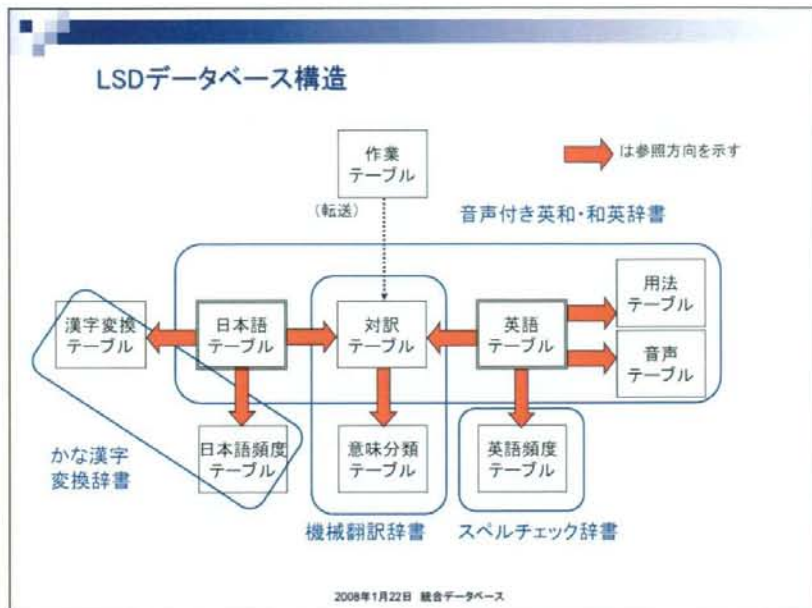 LSDデータベース構造
作業
テーブル
は参照方向を示す
(転送)
音声付き英和・和英辞書
用法
テーブル
漢字変換
テーブル
日本語
テーブル
対訳
テーブル
英語
テーブル
音声
テーブル
かな漢字
変換辞書
日本語頻度
テーブル
意味分類
テーブル
英語頻度
テーブル
機械翻訳辞書
スペルチェック辞書
2008年1月22日 統合データベース